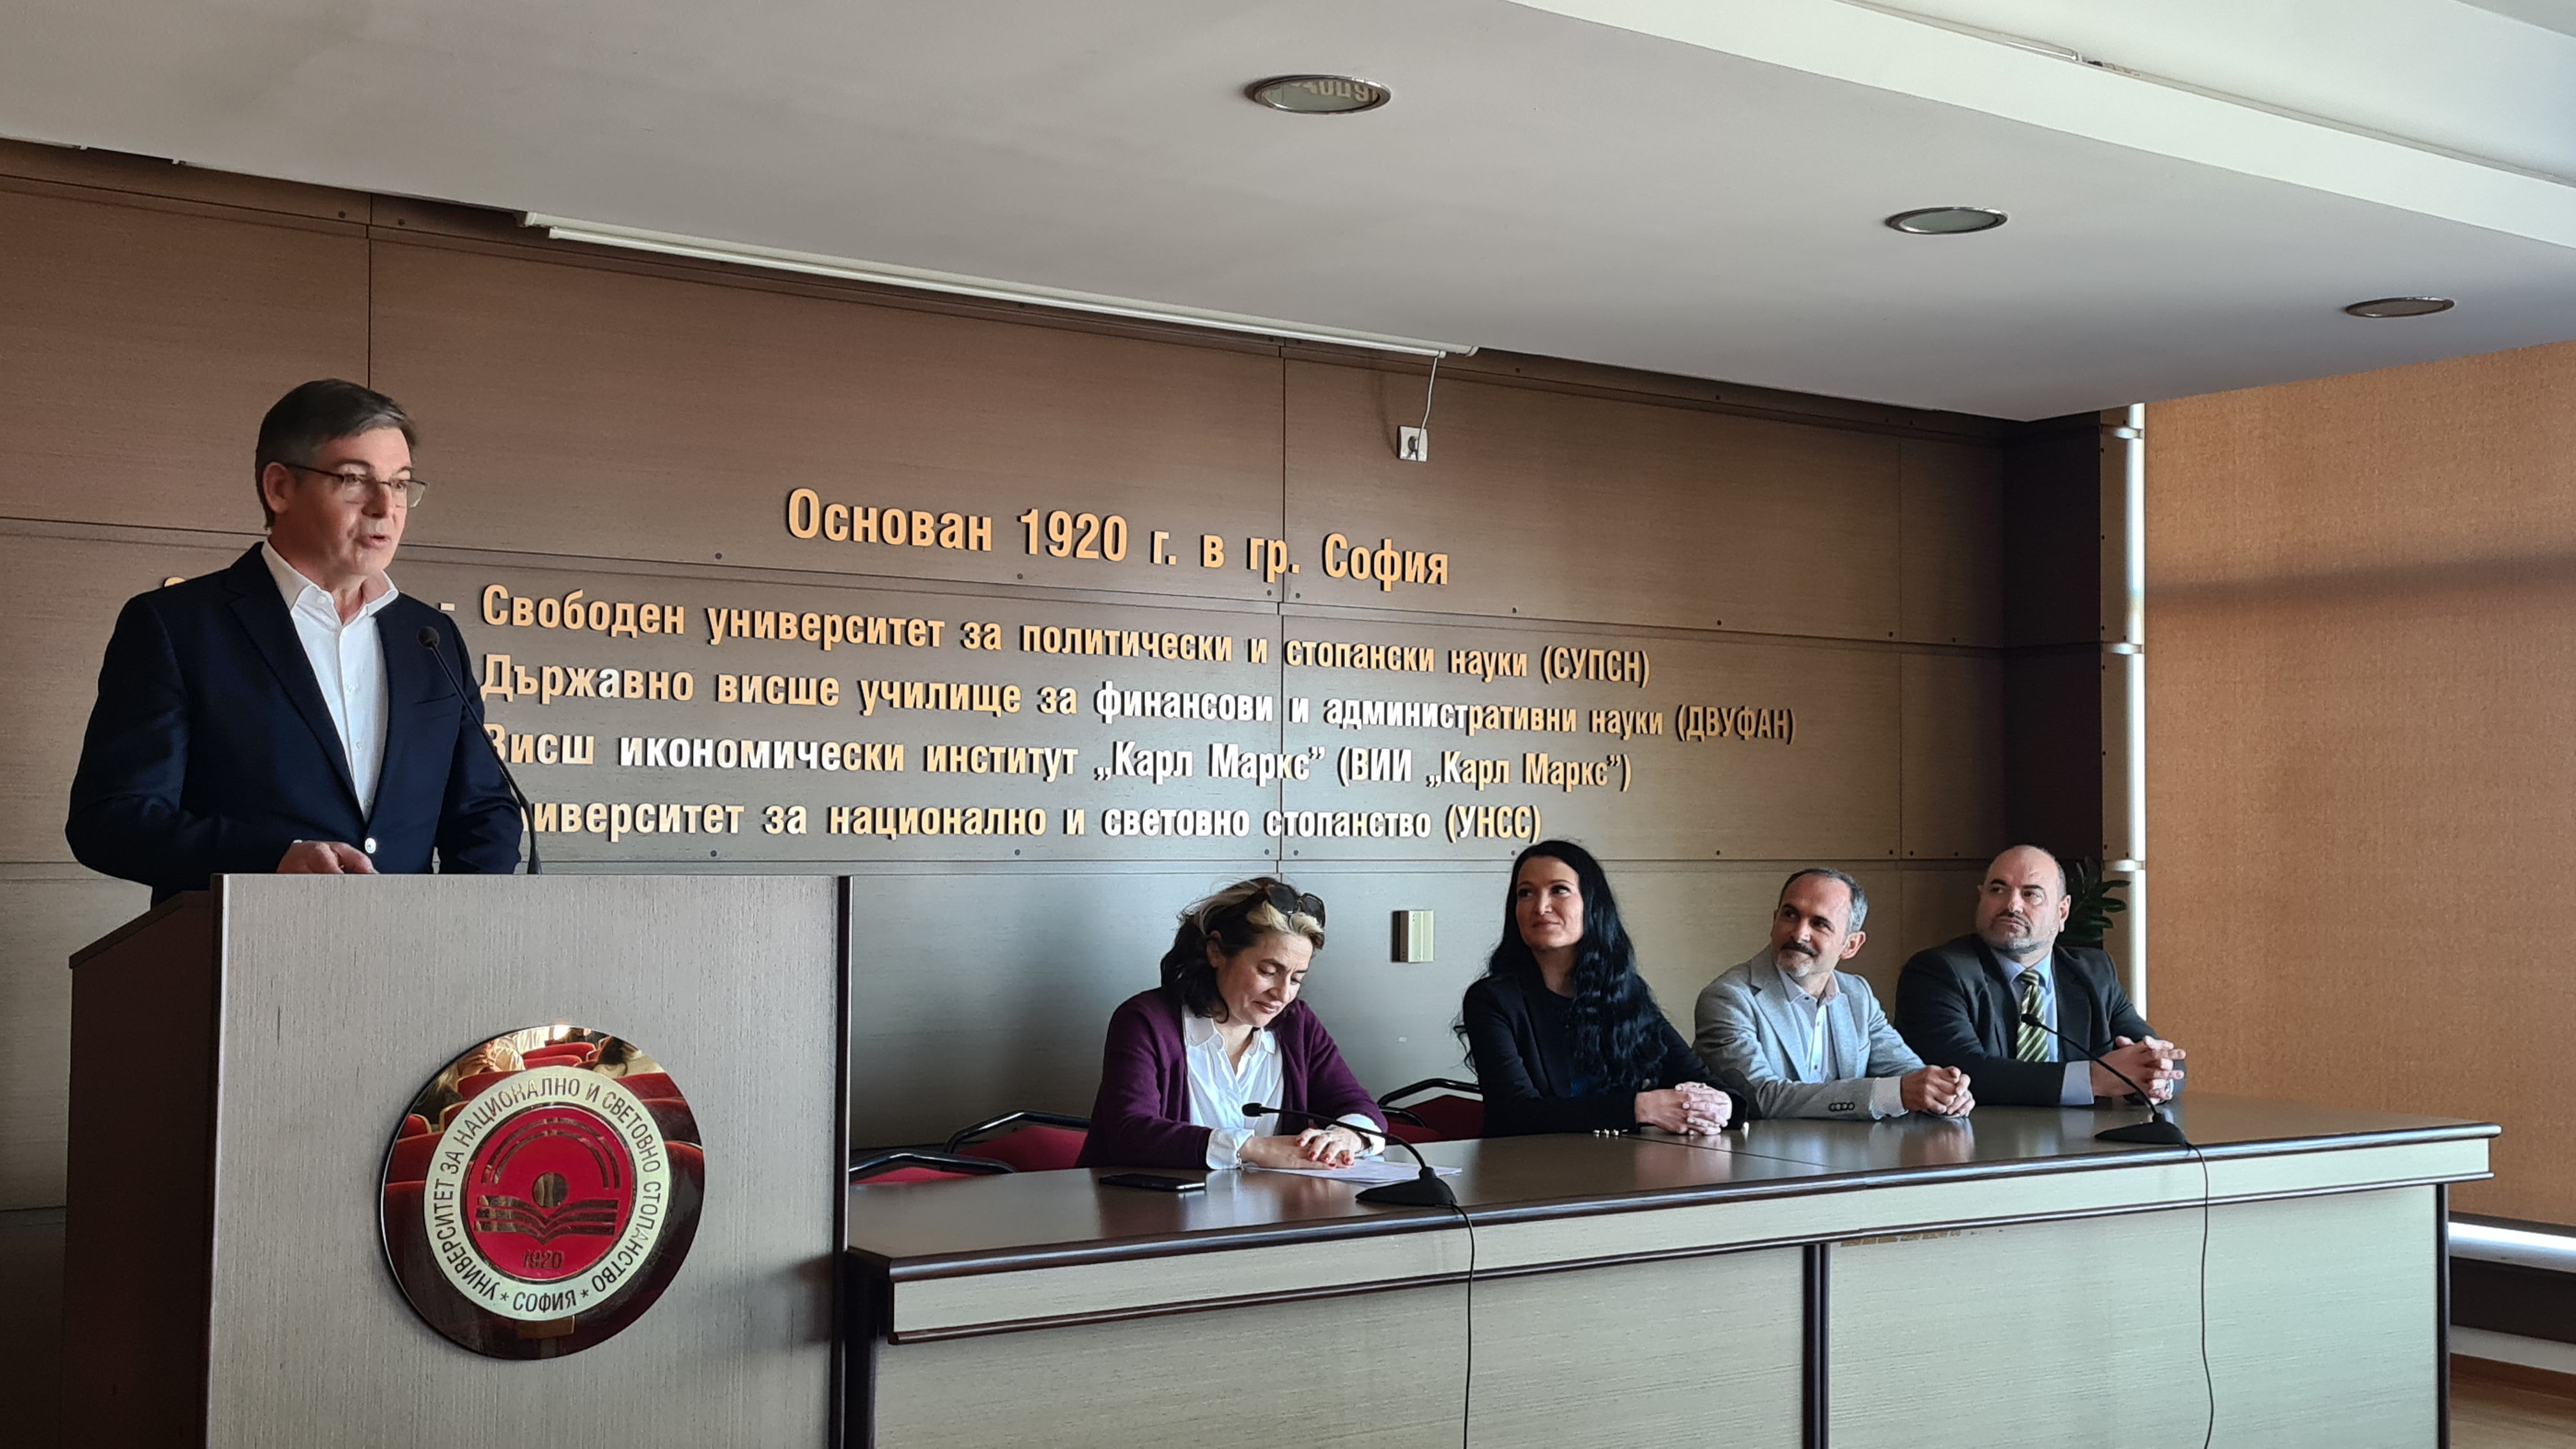 Основан 1920 г. в гр. София
- Свободен университет за политически и стопански науки (СУПСН)
Държавно висше училище за финансови и административни науки (ДВУФАН)
Висш икономически институт „Карл Маркс” (ВИИ „Карл Маркс”)
Университет за национално и световно стопанство (УНСС)
УНИВЕРСИТЕТ ЗА НАЦИОНАЛНО И СВЕТОВНО СТОПАНСТВО
* СОФИЯ *
1920